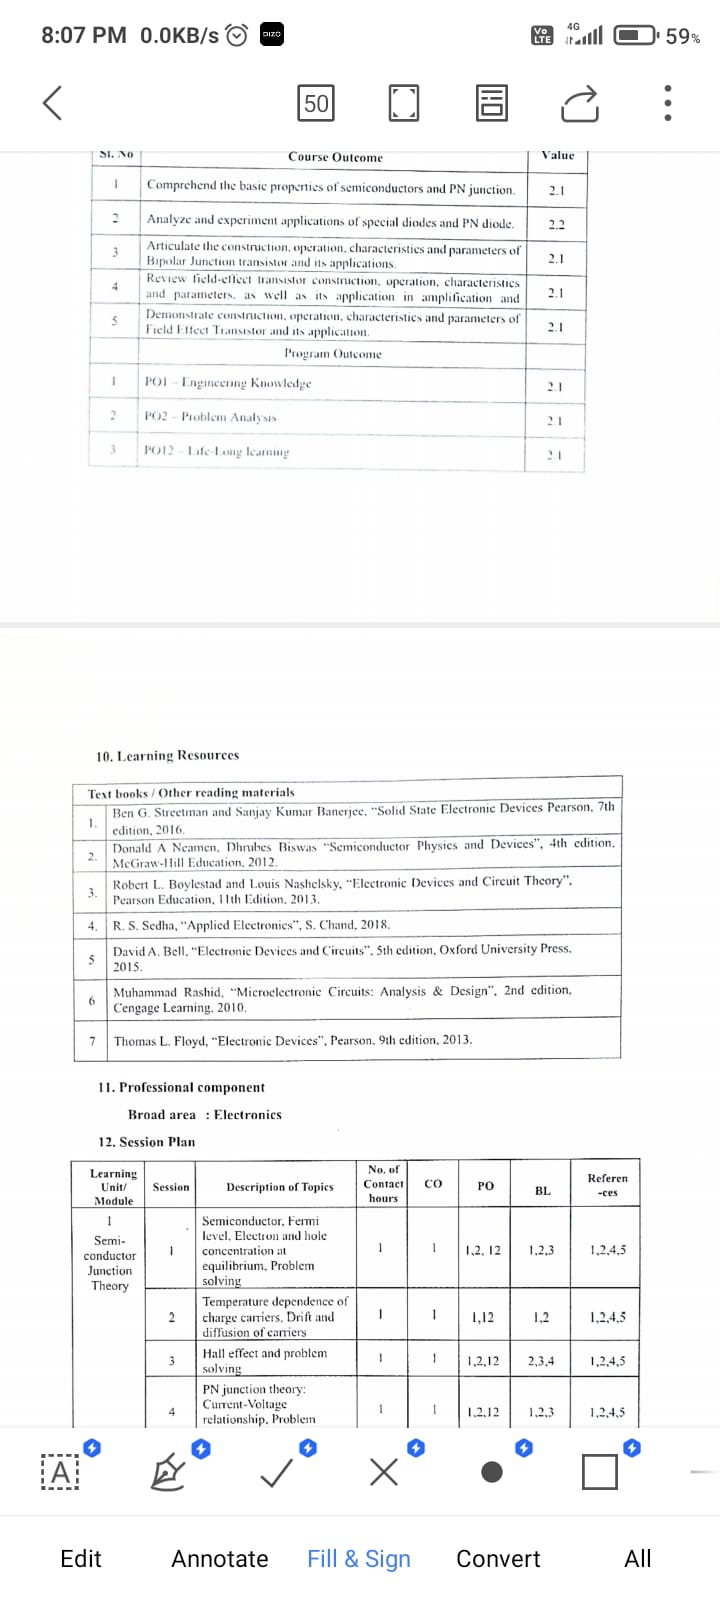 8:07 PM 0.0KB/s DIZO Vo LTE 4G 59%
50
Sl. No Course Outcome Value
1 Comprehend the basic properties of semiconductors and PN junction. 2.1
2 Analyze and experiment applications of special diodes and PN diode. 2.2
3 Articulate the construction, operation, characteristics and parameters of
Bipolar Junction transistor and its applications. 2.1
4 Review field-effect transistor construction, operation, characteristics
and parameters, as well as its application in amplification and 2.1
5 Demonstrate construction, operation, characteristics and parameters of
Field Effect Transistor and its application. 2.1
Program Outcome
1 PO1 – Engineering Knowledge 2.1
2 PO2 – Problem Analysis 2.1
3 PO12 – Life-Long learning 2.1
10. Learning Resources
Text books / Other reading materials
1. Ben G. Streetman and Sanjay Kumar Banerjee, “Solid State Electronic Devices Pearson, 7th
edition, 2016.
2. Donald A Neamen, Dhrubes Biswas “Semiconductor Physics and Devices”, 4th edition,
McGraw-Hill Education, 2012.
3. Robert L. Boylestad and Louis Nashelsky, “Electronic Devices and Circuit Theory”,
Pearson Education, 11th Edition, 2013.
4. R. S. Sedha, “Applied Electronics”, S. Chand, 2018.
5 David A. Bell, “Electronic Devices and Circuits”, 5th edition, Oxford University Press,
2015.
6 Muhammad Rashid, “Microelectronic Circuits: Analysis & Design”, 2nd edition,
Cengage Learning, 2010.
7 Thomas L. Floyd, “Electronic Devices”, Pearson, 9th edition, 2013.
11. Professional component
Broad area : Electronics
12. Session Plan
Learning
Unit/
Module
Session
Description of Topics
No. of
Contact
hours
CO
PO
BL
Referen
-ces
1
Semi-
conductor
Junction
Theory
1
Semiconductor, Fermi
level, Electron and hole
concentration at
equilibrium, Problem
solving
1 1 1,2, 12 1,2,3 1,2,4,5
2
Temperature dependence of
charge carriers, Drift and
diffusion of carriers
1 1 1,12 1,2 1,2,4,5
3
Hall effect and problem
solving
1 1 1,2,12 2,3,4 1,2,4,5
4
PN junction theory:
Current-Voltage
relationship, Problem
1 1 1,2,12 1,2,3 1,2,4,5
A
Edit Annotate Fill & Sign Convert All